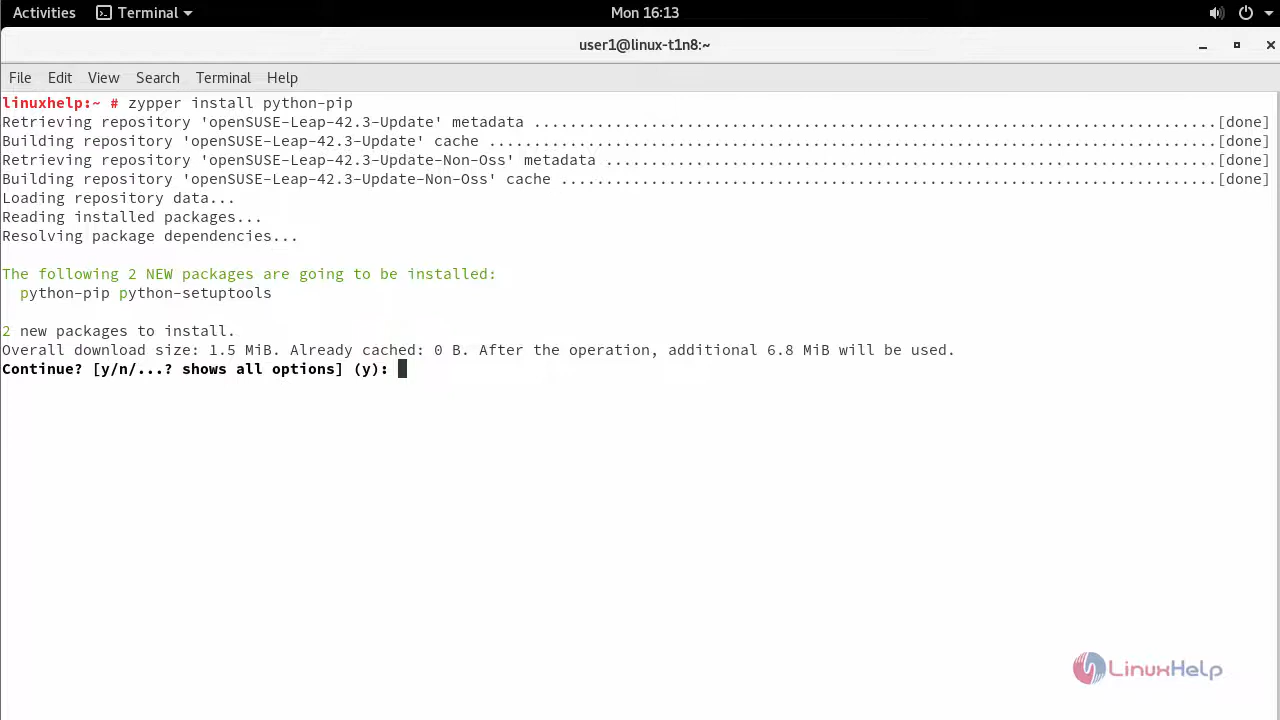 Activities Terminal Mon 16:13
user1@linux-t1n8:~
File Edit View Search Terminal Help
linuxhelp:~ # zypper install python-pip
Retrieving repository 'openSUSE-Leap-42.3-Update' metadata ............................................................................[done]
Building repository 'openSUSE-Leap-42.3-Update' cache .................................................................................[done]
Retrieving repository 'openSUSE-Leap-42.3-Update-Non-Oss' metadata ....................................................................[done]
Building repository 'openSUSE-Leap-42.3-Update-Non-Oss' cache .........................................................................[done]
Loading repository data...
Reading installed packages...
Resolving package dependencies...
The following 2 NEW packages are going to be installed:
python-pip python-setuptools
2 new packages to install.
Overall download size: 1.5 MiB. Already cached: 0 B. After the operation, additional 6.8 MiB will be used.
Continue? [y/n/...? shows all options] (y):
LinuxHelp